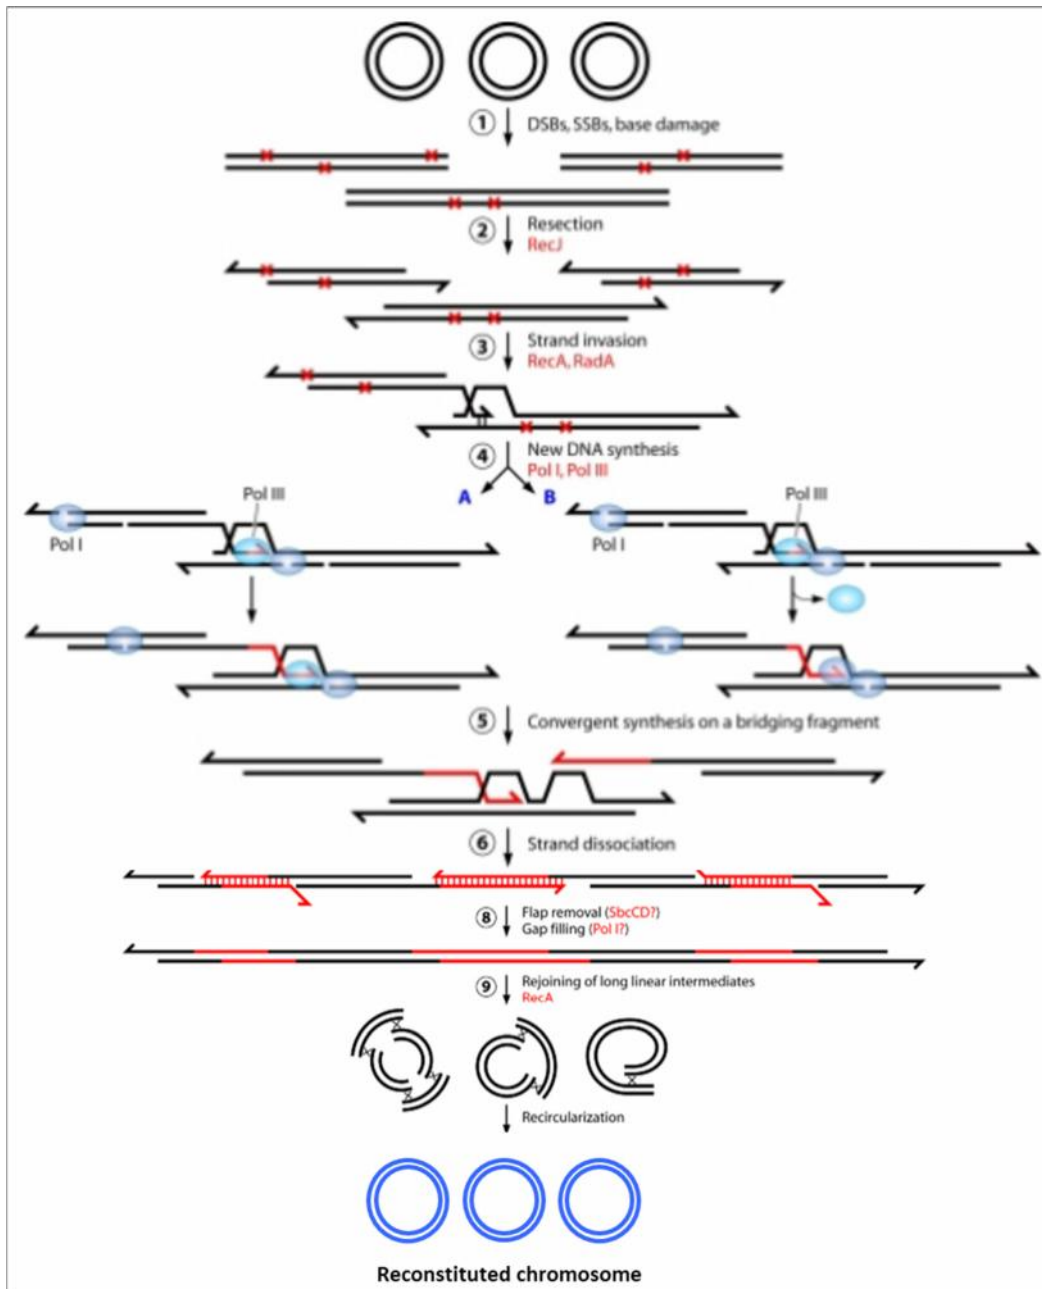 1 DSBs, SSBs, base damage
2 Resection
RecJ
3 Strand invasion
RecA, RadA
4 New DNA synthesis
Pol I, Pol III
A B
Pol III Pol III
Pol I Pol I
5 Convergent synthesis on a bridging fragment
6 Strand dissociation
8 Flap removal (SbcCD?)
Gap filling (Pol I?)
9 Rejoining of long linear intermediates
RecA
Recircularization
Reconstituted chromosome